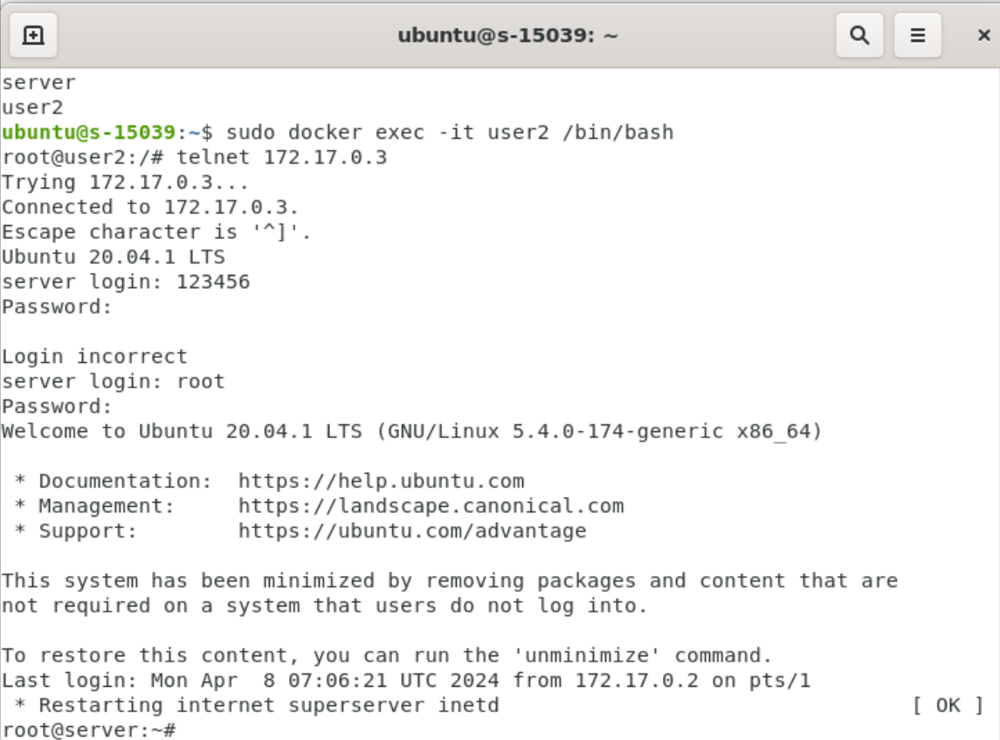 ubuntu@s-15039: ~
server
user2
ubuntu@s-15039:~$ sudo docker exec -it user2 /bin/bash
root@user2:/# telnet 172.17.0.3
Trying 172.17.0.3...
Connected to 172.17.0.3.
Escape character is '^]'.
Ubuntu 20.04.1 LTS
server login: 123456
Password:
Login incorrect
server login: root
Password:
Welcome to Ubuntu 20.04.1 LTS (GNU/Linux 5.4.0-174-generic x86_64)
 * Documentation:  https://help.ubuntu.com
 * Management:     https://landscape.canonical.com
 * Support:        https://ubuntu.com/advantage
This system has been minimized by removing packages and content that are
not required on a system that users do not log into.
To restore this content, you can run the 'unminimize' command.
Last login: Mon Apr  8 07:06:21 UTC 2024 from 172.17.0.2 on pts/1
 * Restarting internet superserver inetd                                 [ OK ]
root@server:~#